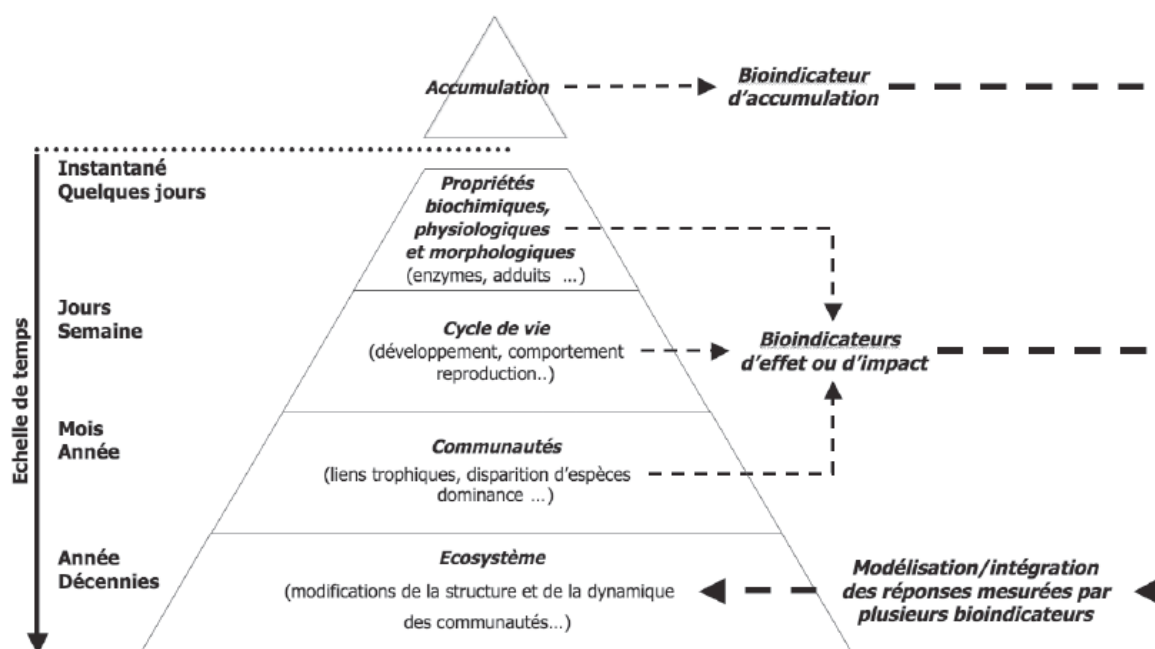 Accumulation
Bioindicateur
d'accumulation
Instantané
Quelques jours
Propriétés
biochimiques,
physiologiques
et morphologiques
(enzymes, adduits ...)
Jours
Semaine
Cycle de vie
(développement, comportement
reproduction..)
Bioindicateurs
d'effet ou d'impact
Echelle de temps
Mois
Année
Communautés
(liens trophiques, disparition d'espèces
dominance ...)
Année
Décennies
Ecosystème
(modifications de la structure et de la dynamique
des communautés...)
Modélisation/intégration
des réponses mesurées par
plusieurs bioindicateurs